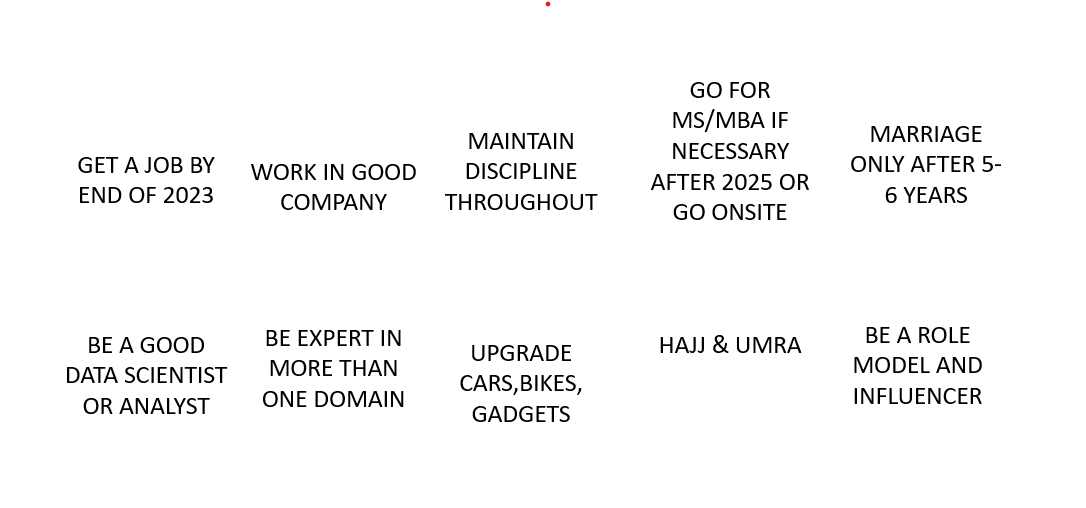 GET A JOB BY
END OF 2023
WORK IN GOOD
COMPANY
MAINTAIN
DISCIPLINE
THROUGHOUT
GO FOR
MS/MBA IF
NECESSARY
AFTER 2025 OR
GO ONSITE
MARRIAGE
ONLY AFTER 5-
6 YEARS
BE A GOOD
DATA SCIENTIST
OR ANALYST
BE EXPERT IN
MORE THAN
ONE DOMAIN
UPGRADE
CARS,BIKES,
GADGETS
HAJJ & UMRA
BE A ROLE
MODEL AND
INFLUENCER